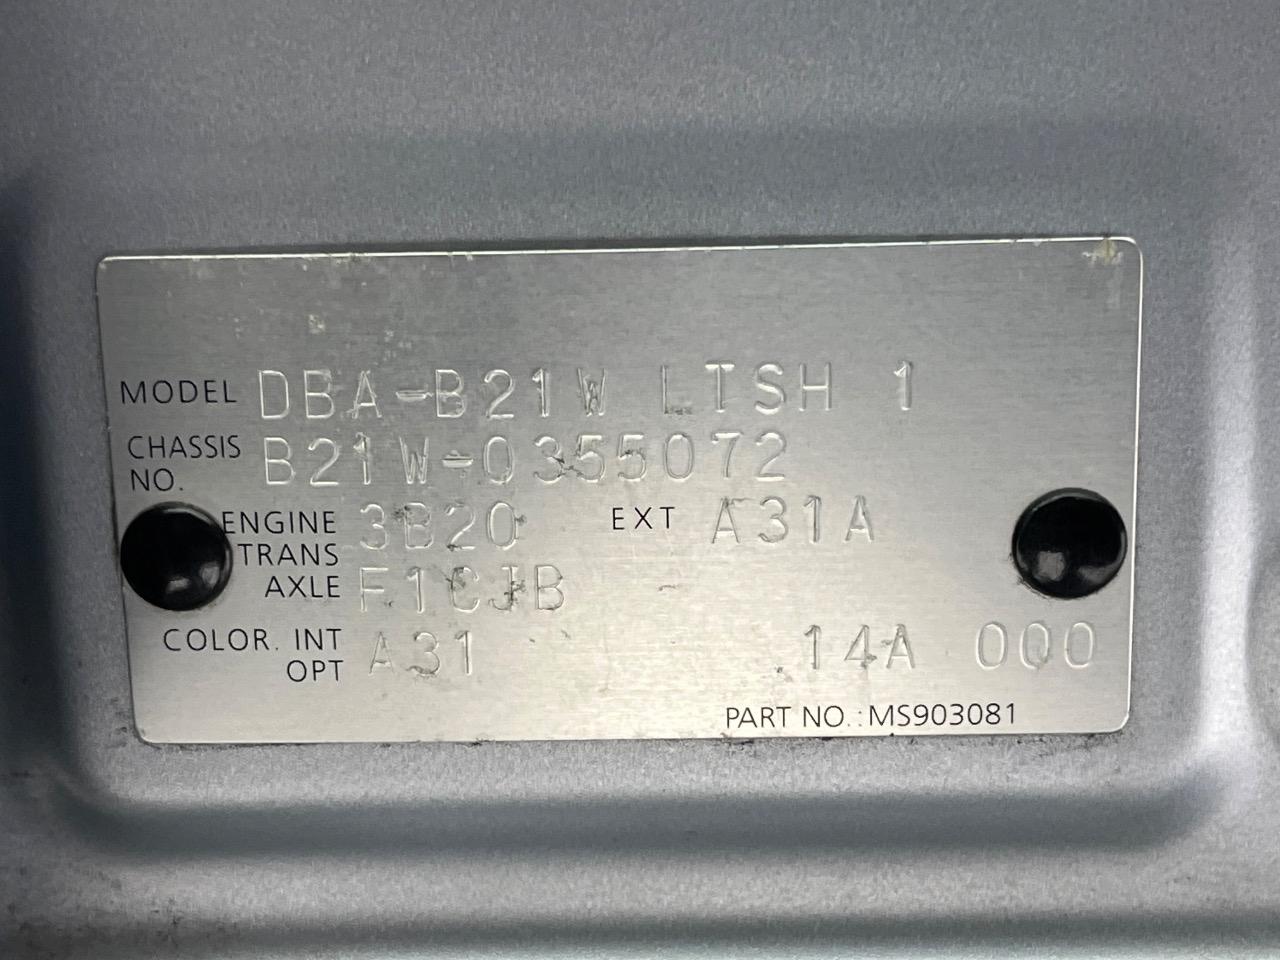 MODEL DBA-B21W LTSH 1
CHASSIS NO. B21W-0355072
ENGINE 3B20 EXT A31A
TRANS AXLE F1CJB
COLOR. INT OPT A31 14A 000
PART NO. : MS903081